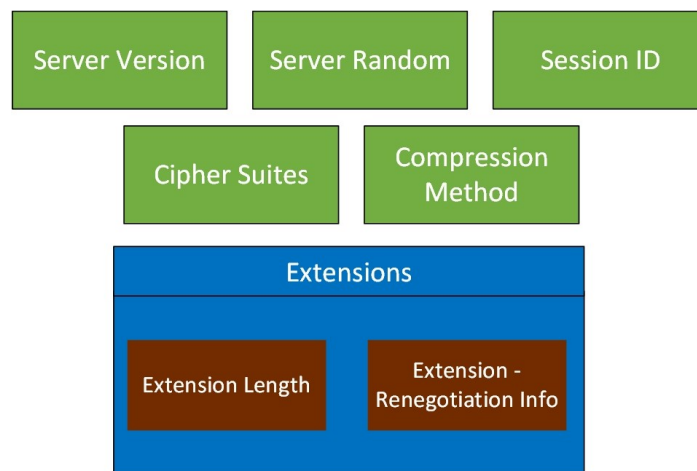 Server Version
Server Random
Session ID
Cipher Suites
Compression
Method
Extensions
Extension Length
Extension -
Renegotiation Info